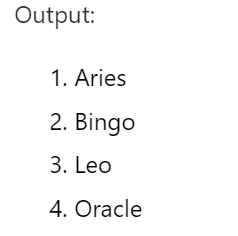 Output:
1. Aries
2. Bingo
3. Leo
4. Oracle